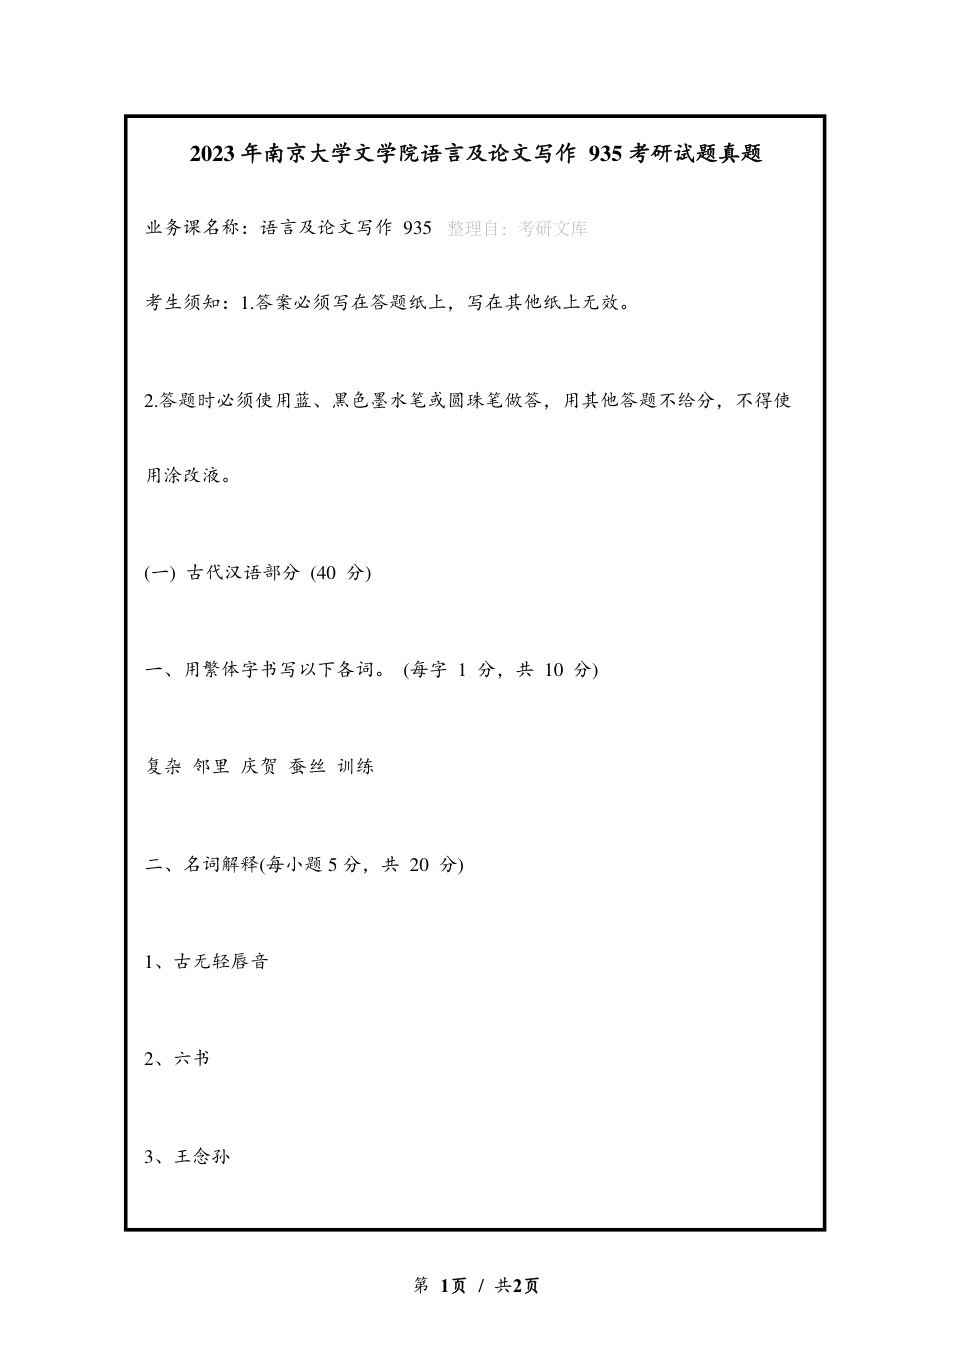 2023 年南京大学文学院语言及论文写作 935 考研试题真题
业务课名称：语言及论文写作 935 整理自：考研文库
考生须知：1.答案必须写在答题纸上，写在其他纸上无效。
2.答题时必须使用蓝、黑色墨水笔或圆珠笔做答，用其他答题不给分，不得使
用涂改液。
(一) 古代汉语部分 (40 分)
一、用繁体字书写以下各词。 (每字 1 分，共 10 分)
复杂 邻里 庆贺 蚕丝 训练
二、名词解释(每小题 5 分，共 20 分)
1、古无轻唇音
2、六书
3、王念孙
第 1页 / 共2页